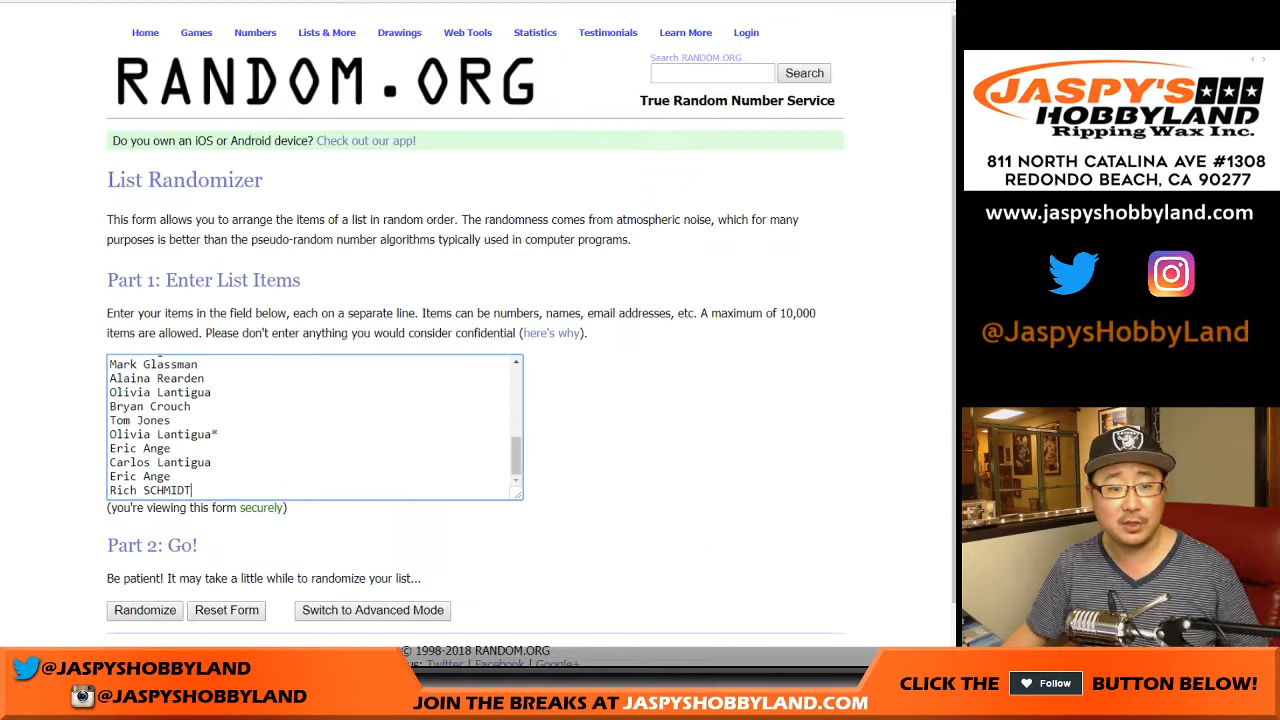 Home Games Numbers Lists & More Drawings Web Tools Statistics Testimonials Learn More Login
RANDOM.ORG
Search RANDOM.ORG
Search
True Random Number Service
Do you own an iOS or Android device? Check out our app!
List Randomizer
This form allows you to arrange the items of a list in random order. The randomness comes from atmospheric noise, which for many
purposes is better than the pseudo-random number algorithms typically used in computer programs.
Part 1: Enter List Items
Enter your items in the field below, each on a separate line. Items can be numbers, names, email addresses, etc. A maximum of 10,000
items are allowed. Please don't enter anything you would consider confidential (here's why).
Mark Glassman
Alaina Rearden
Olivia Lantigua
Bryan Crouch
Tom Jones
Olivia Lantigua*
Eric Ange
Carlos Lantigua
Eric Ange
Rich SCHMIDT
(you're viewing this form securely)
Part 2: Go!
Be patient! It may take a little while to randomize your list...
Randomize Reset Form Switch to Advanced Mode
© 1998-2018 RANDOM.ORG
Twitter | Facebook | Google+
JASPY'S
HOBBYLAND
Ripping Wax Inc.
811 NORTH CATALINA AVE #1308
REDONDO BEACH, CA 90277
www.jaspyshobbyland.com
@JaspysHobbyLand
@JASPYSHOBBYLAND
@JASPYSHOBBYLAND
JOIN THE BREAKS AT JASPYSHOBBYLAND.COM
CLICK THE Follow BUTTON BELOW!